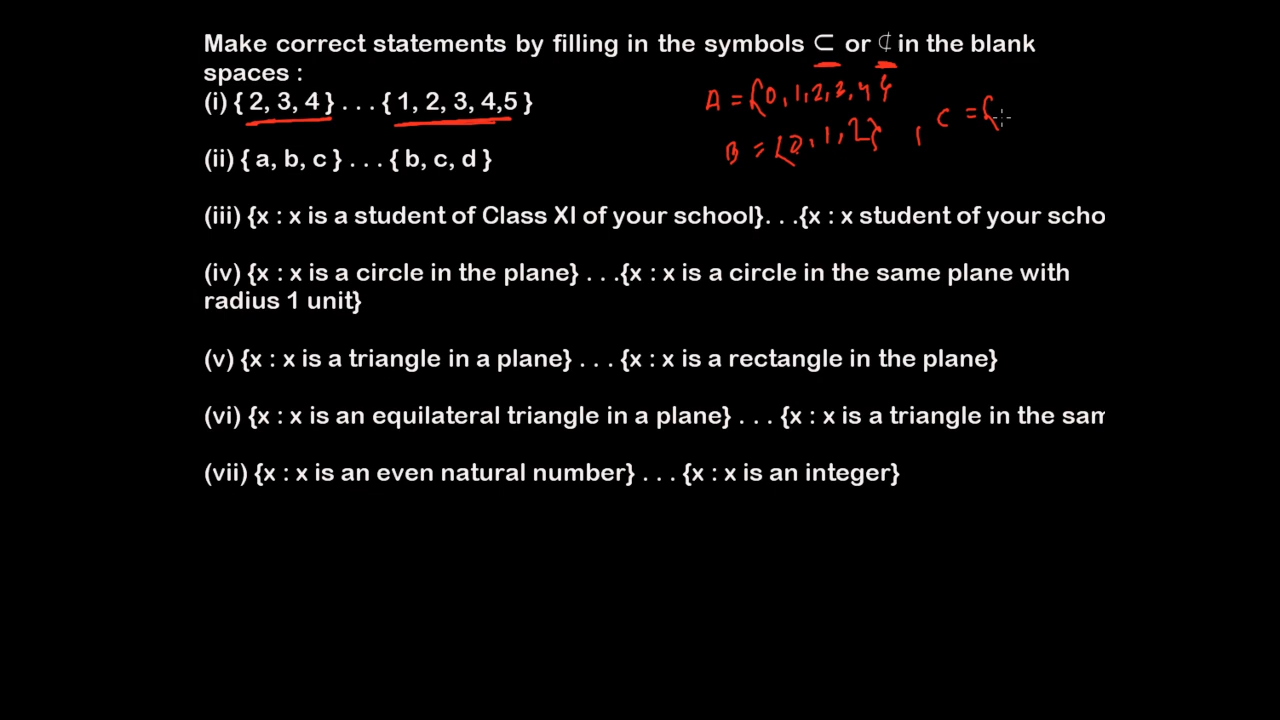 Make correct statements by filling in the symbols ⊂ or ⊄ in the blank
spaces :
(i) { 2, 3, 4 } . . . { 1, 2, 3, 4,5 }
A = {0, 1, 2, 3, 4}
B = {0, 1, 2} , C = {
(ii) { a, b, c } . . . { b, c, d }
(iii) {x : x is a student of Class XI of your school}. . .{x : x student of your scho
(iv) {x : x is a circle in the plane} . . .{x : x is a circle in the same plane with
radius 1 unit}
(v) {x : x is a triangle in a plane} . . . {x : x is a rectangle in the plane}
(vi) {x : x is an equilateral triangle in a plane} . . . {x : x is a triangle in the sam
(vii) {x : x is an even natural number} . . . {x : x is an integer}